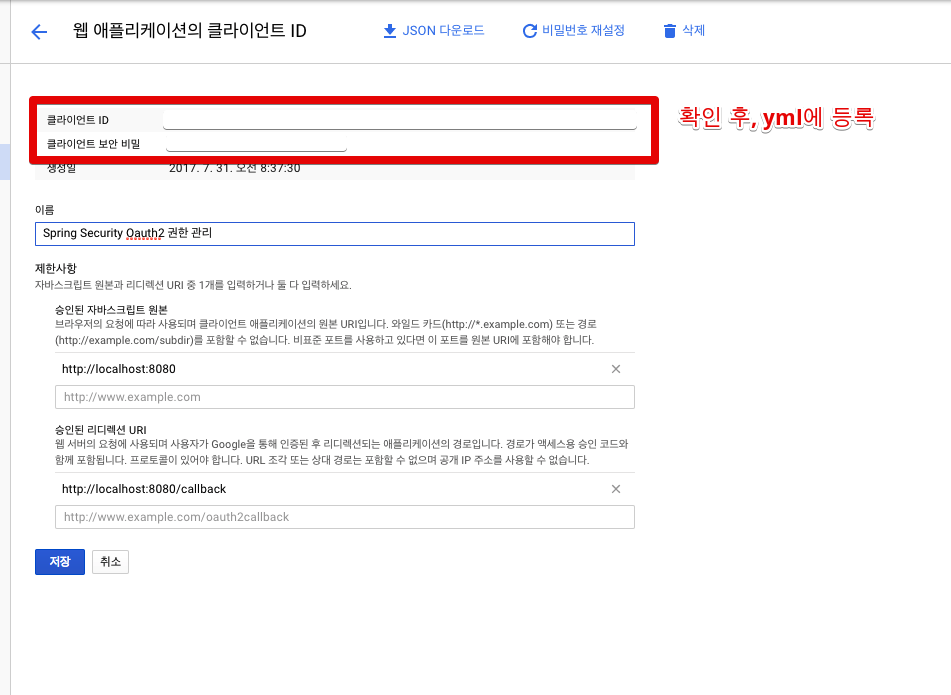 웹 애플리케이션의 클라이언트 ID
JSON 다운로드
비밀번호 재설정
삭제
클라이언트 ID
확인 후, yml에 등록
클라이언트 보안 비밀
생성일 2017. 7. 31. 오전 8:37:30
이름
Spring Security Oauth2 권한 관리
제한사항
자바스크립트 원본과 리디렉션 URI 중 1개를 입력하거나 둘 다 입력하세요.
승인된 자바스크립트 원본
브라우저의 요청에 따라 사용되며 클라이언트 애플리케이션의 원본 URI입니다. 와일드 카드(http://*.example.com) 또는 경로
(http://example.com/subdir)를 포함할 수 없습니다. 비표준 포트를 사용하고 있다면 이 포트를 원본 URI에 포함해야 합니다.
http://localhost:8080
http://www.example.com
승인된 리디렉션 URI
웹 서버의 요청에 사용되며 사용자가 Google을 통해 인증된 후 리디렉션되는 애플리케이션의 경로입니다. 경로가 액세스용 승인 코드와
함께 포함됩니다. 프로토콜이 있어야 합니다. URL 조각 또는 상대 경로는 포함할 수 없으며 공개 IP 주소를 사용할 수 없습니다.
http://localhost:8080/callback
http://www.example.com/oauth2callback
저장
취소